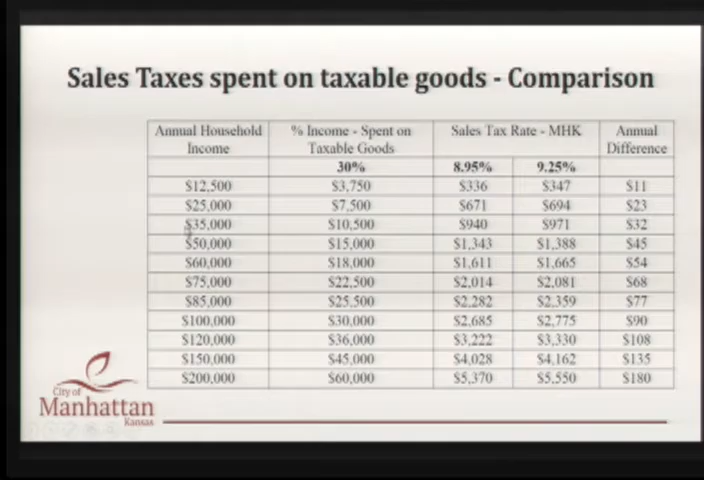 Sales Taxes spent on taxable goods - Comparison
Annual Household Income % Income - Spent on Taxable Goods Sales Tax Rate - MHK Annual Difference
30% 8.95% 9.25%
$12,500 $3,750 $336 $347 $11
$25,000 $7,500 $671 $694 $23
$35,000 $10,500 $940 $971 $32
$50,000 $15,000 $1,343 $1,388 $45
$60,000 $18,000 $1,611 $1,665 $54
$75,000 $22,500 $2,014 $2,081 $68
$85,000 $25,500 $2,282 $2,359 $77
$100,000 $30,000 $2,685 $2,775 $90
$120,000 $36,000 $3,222 $3,330 $108
$150,000 $45,000 $4,028 $4,162 $135
$200,000 $60,000 $5,370 $5,550 $180
City of
Manhattan
Kansas